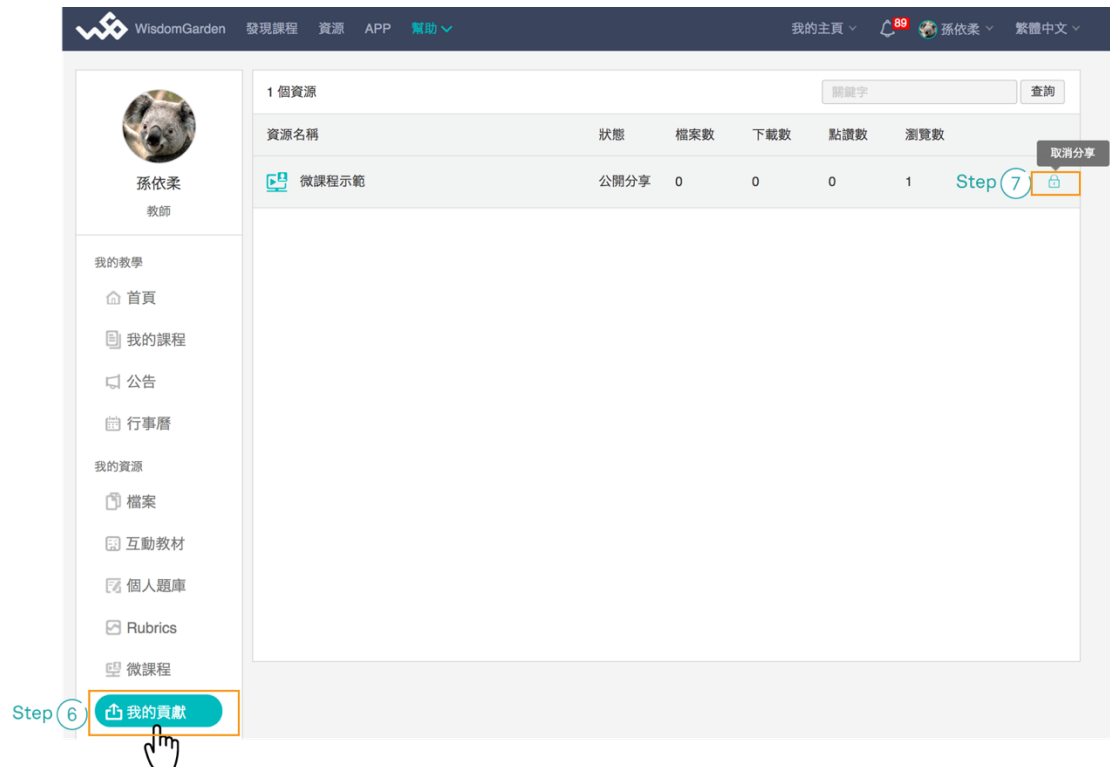 WisdomGarden 發現課程 資源 APP 幫助 我的主頁 89 孫依柔 繁體中文
1 個資源 關鍵字 查詢
資源名稱 狀態 檔案數 下載數 點讚數 瀏覽數
取消分享
微課程示範 公開分享 0 0 0 1 Step 7
孫依柔
教師
我的教學
首頁
我的課程
公告
行事曆
我的資源
檔案
互動教材
個人題庫
Rubrics
微課程
Step 6 我的貢獻